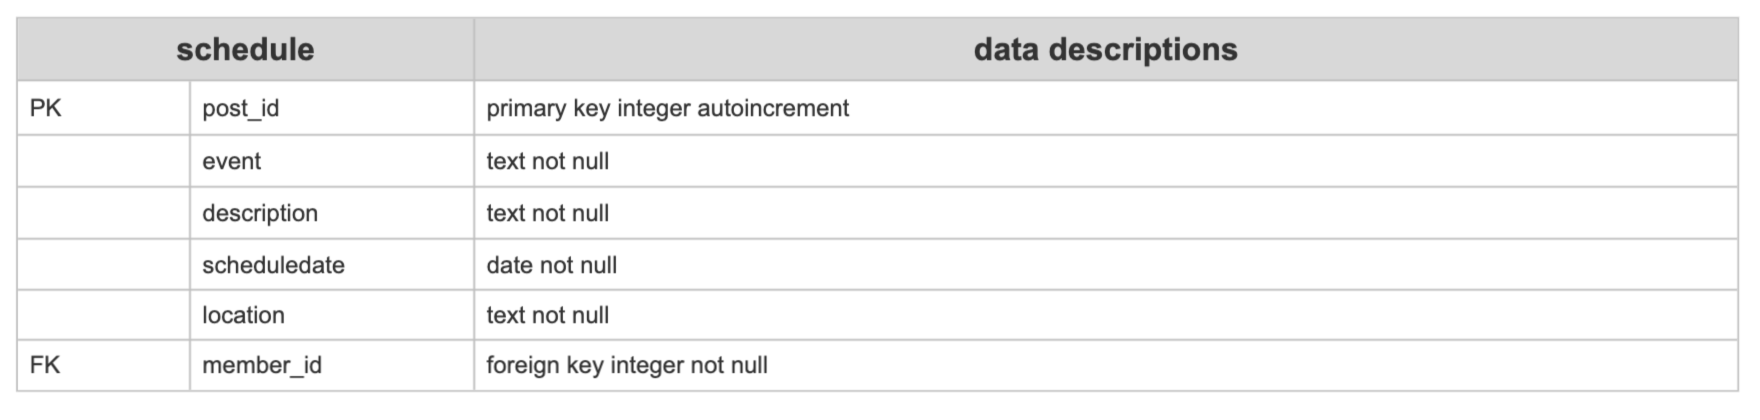 schedule data descriptions
PK post_id primary key integer autoincrement
event text not null
description text not null
scheduledate date not null
location text not null
FK member_id foreign key integer not null